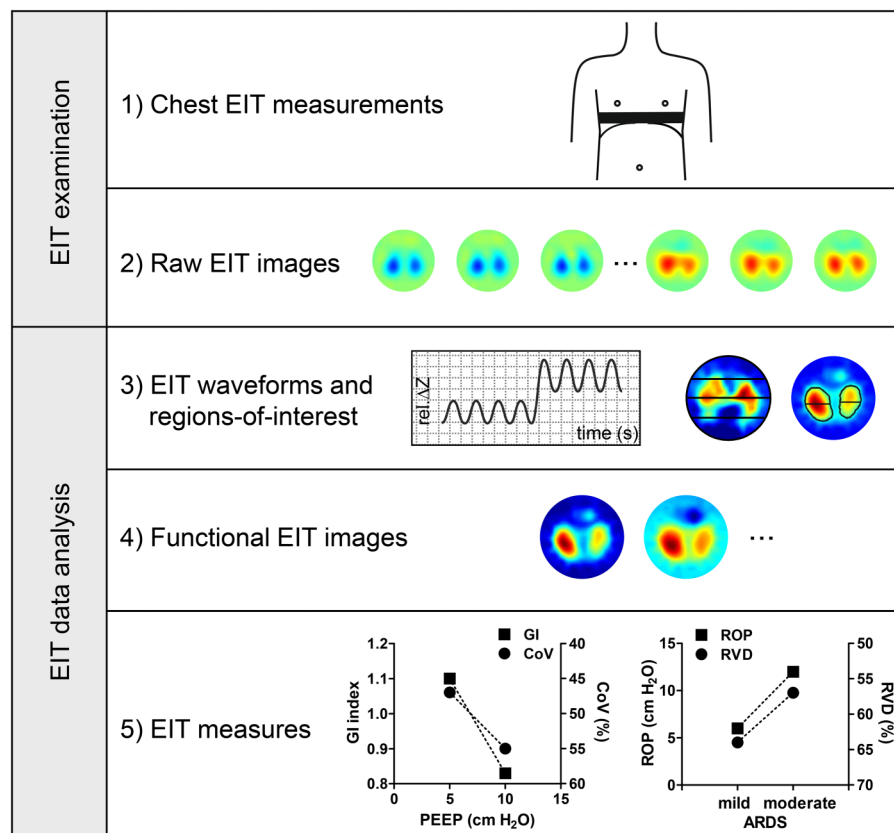 EIT examination
1) Chest EIT measurements
2) Raw EIT images
...
EIT data analysis
3) EIT waveforms and
regions-of-interest
rel.ΔZ
time (s)
4) Functional EIT images
...
5) EIT measures
GI
CoV
GI index
1.2
1.1
1.0
0.9
0.8
0
5
10
15
PEEP (cm H₂O)
40
45
50
55
60
CoV (%)
ROP
RVD
ROP (cm H₂O)
15
10
5
0
mild
moderate
ARDS
50
55
60
65
70
RVD (%)